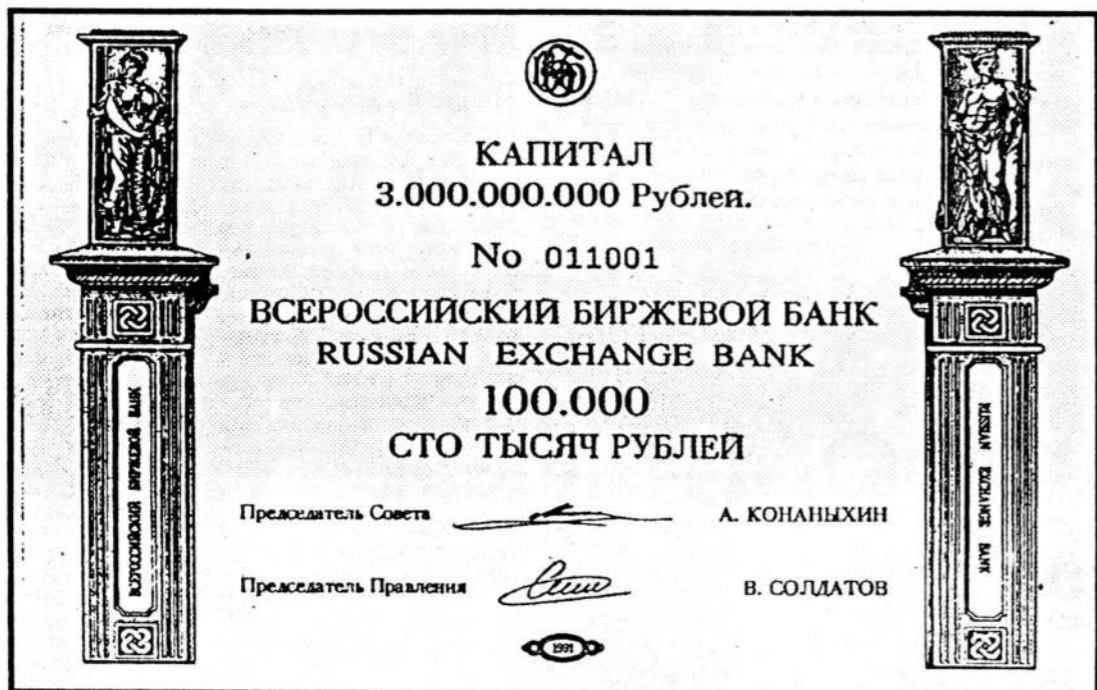 КАПИТАЛ
3.000.000.000 Рублей.
No 011001
ВСЕРОССИЙСКИЙ БИРЖЕВОЙ БАНК
RUSSIAN EXCHANGE BANK
100.000
СТО ТЫСЯЧ РУБЛЕЙ
Председатель Совета А. КОНАНЫХИН
Председатель Правления В. СОЛДАТОВ
1991
ВСЕРОССИЙСКИЙ БИРЖЕВОЙ БАНК
RUSSIAN EXCHANGE BANK